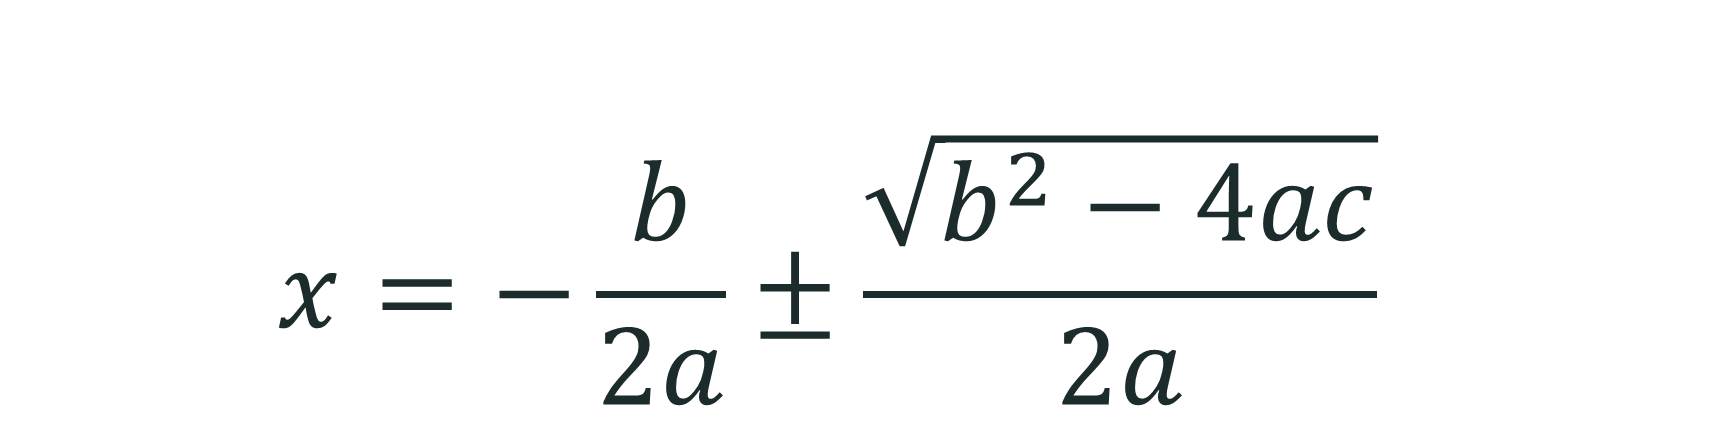 x = − b/2a ± √(b² − 4ac)/2a